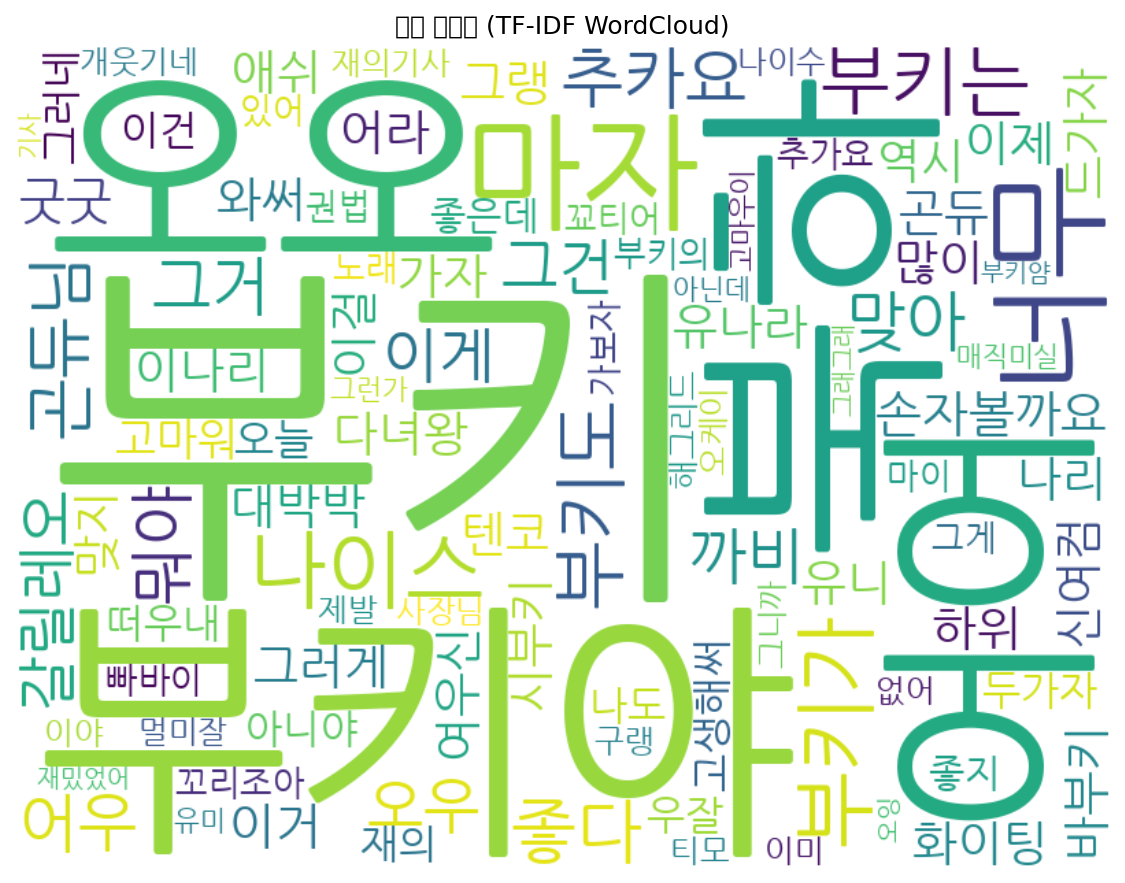 (TF-IDF WordCloud)
개웃기네
애쉬
재의기사
그랭
추카요
나이수
부키는
그러네
기사
있어
이건
어라
마자
추가요
역시
이제
드가자
굿굿
와써
권법
좋은데
꼬티어
고마우이
곤듀
너무
오오
흐흐
많이
부키얌
곤듀님
그거
노래
가자
그건
부키의
아닌데
유나라
맞아
매직미실
부키
이나리
이걸
이게
가보자
그런가
그래그래
고마워
오늘
다녀왕
부키도
해그리드
오케이
손자볼까요
마이
나리
갈릴레오
맞지
뭐야
대박박
나이스
텐코
까비
유니
그게
어어
신여컴
떠우내
제발
사장님
시부키
그니까
하위
빠바이
그러게
여우신
부키야
나도
구랭
고생해써
부키가
없어
두가자
이야
멀미잘
아니야
좋지
바부키
재밌었어
꼬리조아
어우
유미
이거
오우
재의
좋다
우잘
티모
이미
오잉
화이팅